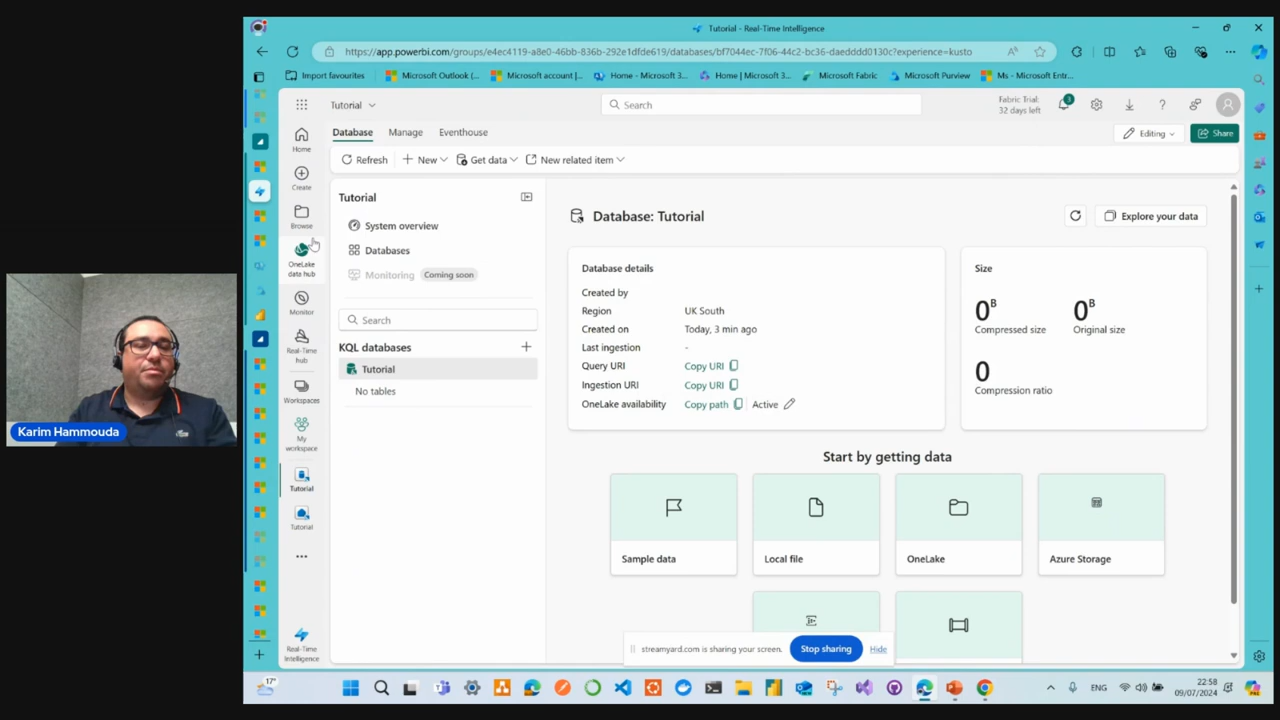 Tutorial - Real-Time Intelligence
https://app.powerbi.com/groups/e4ec4119-a8e0-46bb-836b-292e1dfde619/databases/bf7044ec-7f06-44c2-bc36-daedddd0130c?experience=kusto
Import favourites
Microsoft Outlook (...
Microsoft account |...
Home - Microsoft 3...
Home | Microsoft 3...
Microsoft Fabric
Microsoft Purview
Ms - Microsoft Entr...
Tutorial
Search
Fabric Trial:
32 days left
3
Home
Create
Browse
OneLake
data hub
Monitor
Real-Time
hub
Workspaces
My
workspace
Tutorial
Tutorial
Real-Time
Intelligence
Database
Manage
Eventhouse
Editing
Share
Refresh
New
Get data
New related item
Tutorial
System overview
Databases
Monitoring
Coming soon
Search
KQL databases
Tutorial
No tables
Database: Tutorial
Explore your data
Database details
Created by
Region UK South
Created on Today, 3 min ago
Last ingestion -
Query URI Copy URI
Ingestion URI Copy URI
OneLake availability Copy path Active
Size
0 B
Compressed size
0 B
Original size
0
Compression ratio
Start by getting data
Sample data
Local file
OneLake
Azure Storage
streamyard.com is sharing your screen.
Stop sharing
Hide
Karim Hammouda
17°
ENG
22:58
09/07/2024